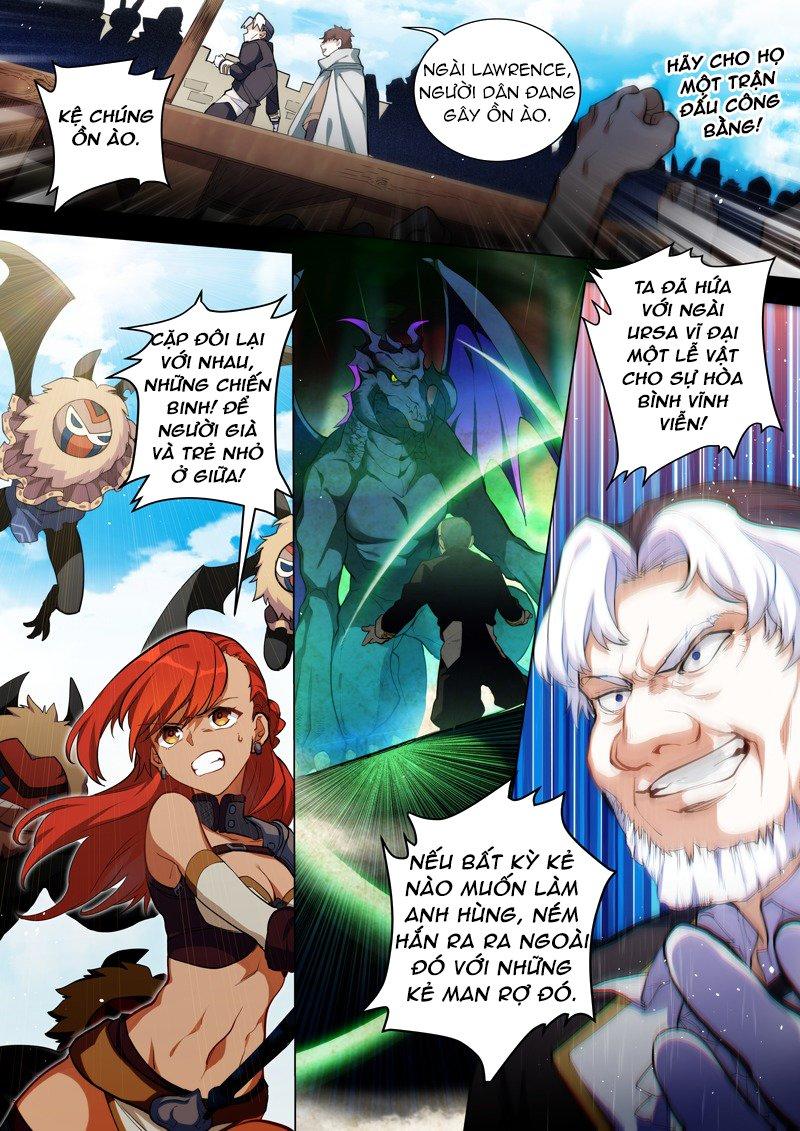 HÃY CHO HỌ
MỘT TRẬN
ĐẤU CÔNG
BẰNG!
NGÀI LAWRENCE,
NGƯỜI DÂN ĐANG
GÂY ỒN ÀO.
KỆ CHÚNG
ỒN ÀO.
TA ĐÃ HỨA
VỚI NGÀI
URSA VĨ ĐẠI
MỘT LỄ VẬT
CHO SỰ HÒA
BÌNH VĨNH
VIỄN!
CẶP ĐÔI LẠI
VỚI NHAU,
NHỮNG CHIẾN
BINH! ĐỂ
NGƯỜI GIÀ
VÀ TRẺ NHỎ
Ở GIỮA!
NẾU BẤT KỲ KẺ
NÀO MUỐN LÀM
ANH HÙNG, NÉM
HẮN RA RA NGOÀI
ĐÓ VỚI NHỮNG
KẺ MAN RỢ ĐÓ.